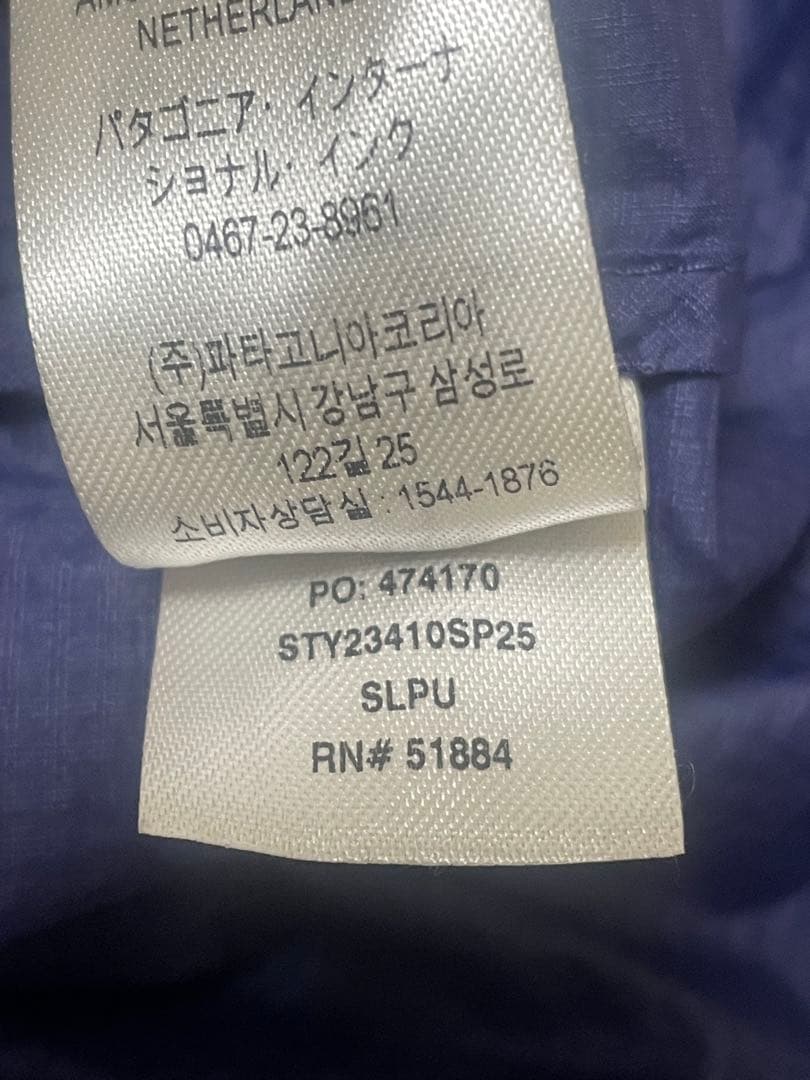 NETHERLAND
パタゴニア・インターナ
ショナル・インク
0467-23-8961
(주)파타고니아코리아
서울특별시 강남구 삼성로
122길 25
소비자상담실 : 1544-1876
PO: 474170
STY23410SP25
SLPU
RN# 51884